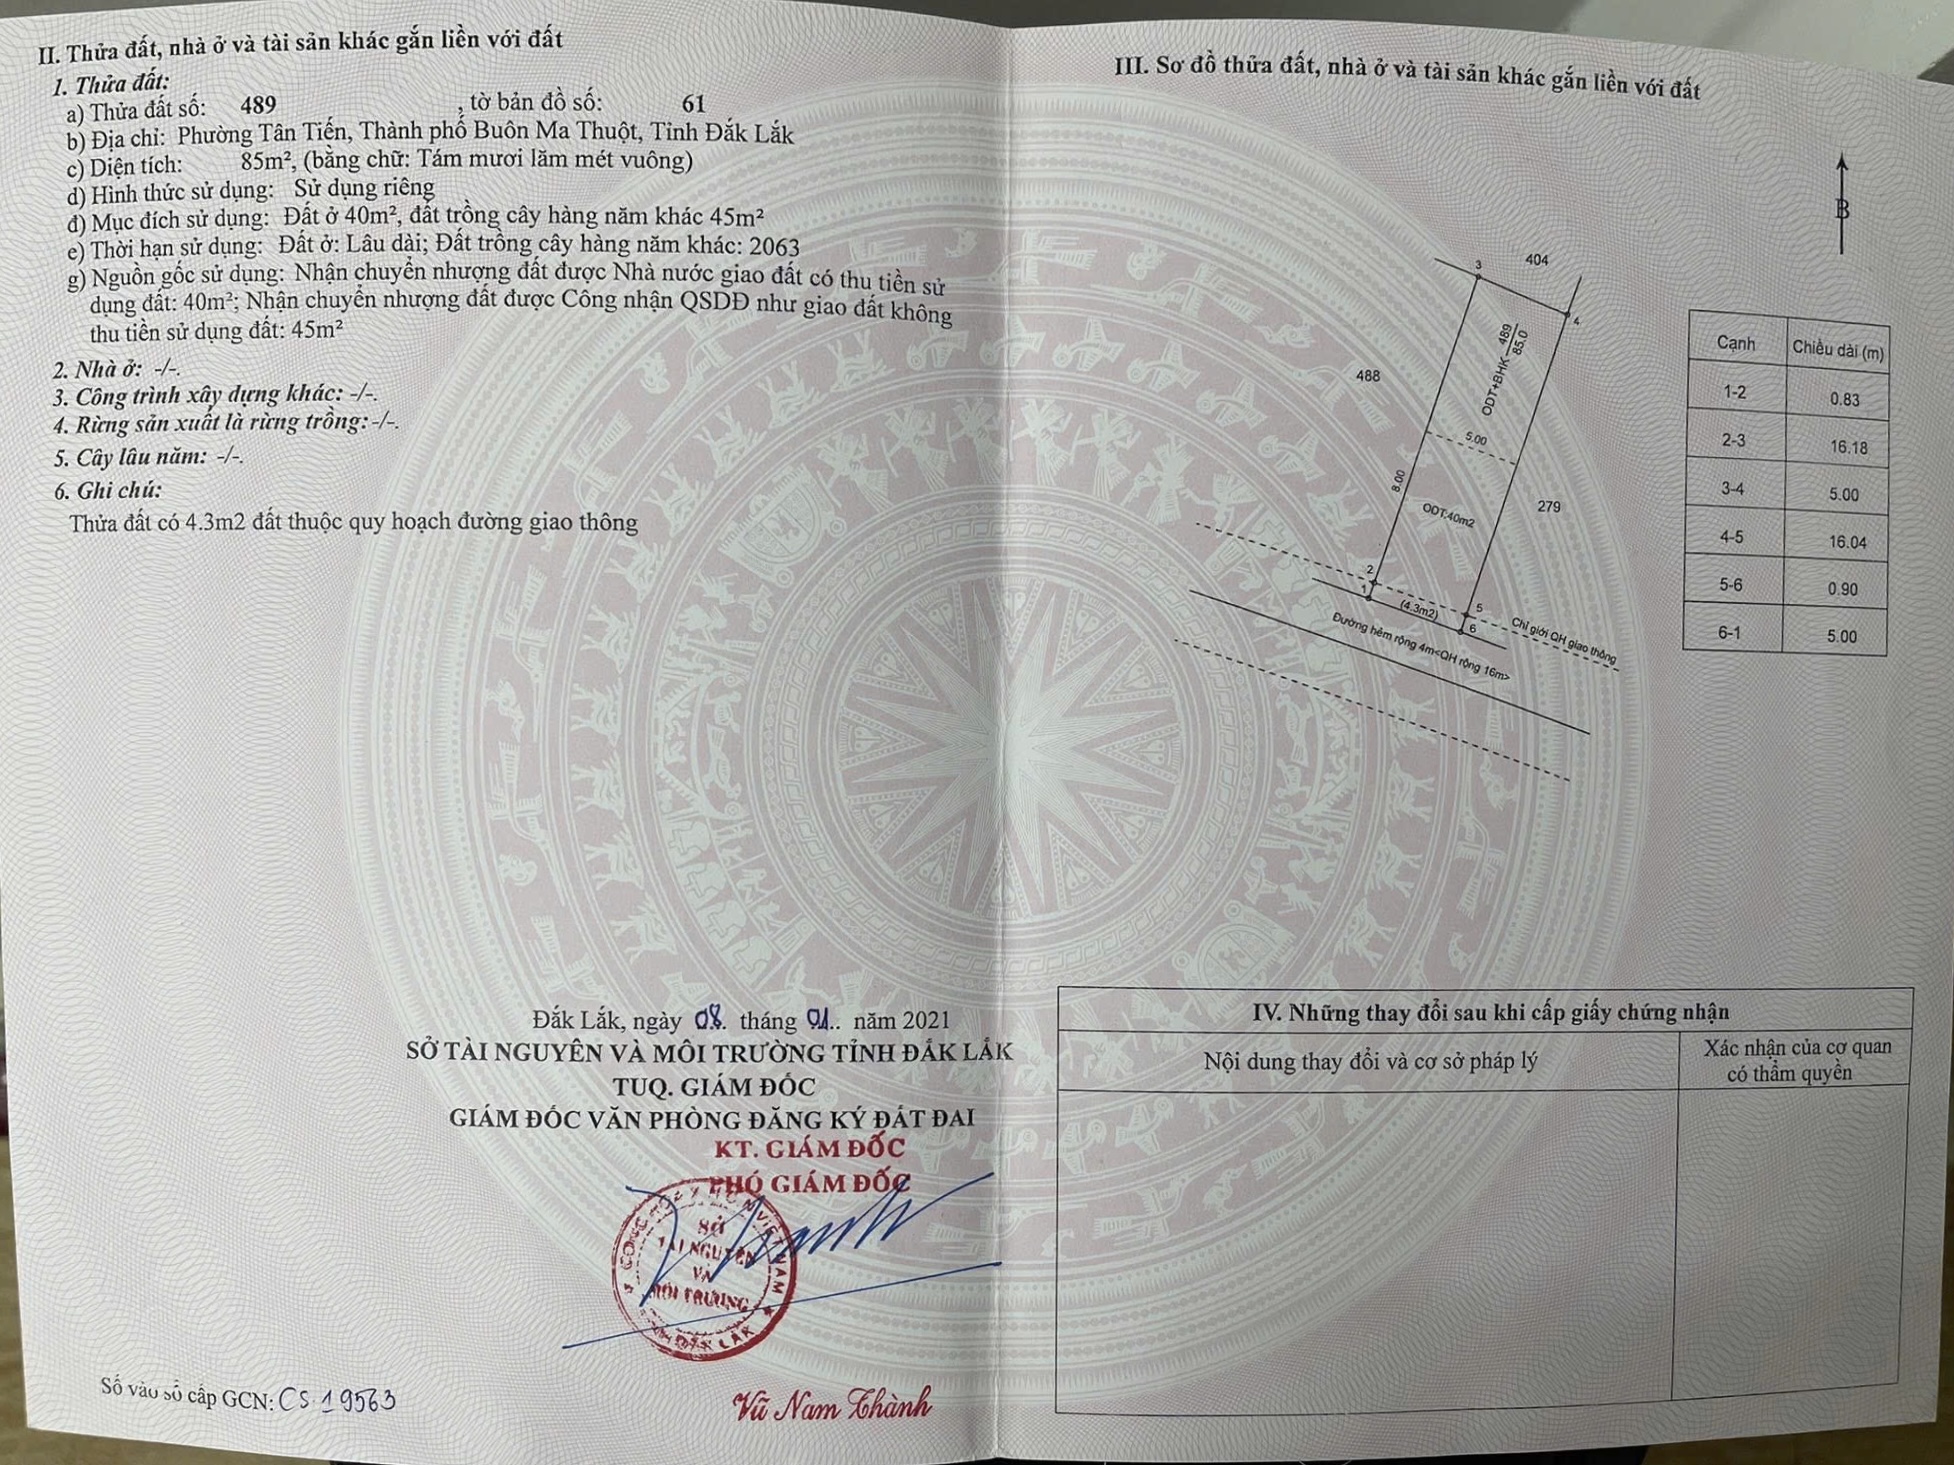 II. Thửa đất, nhà ở và tài sản khác gắn liền với đất
1. Thửa đất:
a) Thửa đất số: 489 , tờ bản đồ số: 61
b) Địa chỉ: Phường Tân Tiến, Thành phố Buôn Ma Thuột, Tỉnh Đắk Lắk
c) Diện tích: 85m², (bằng chữ: Tám mươi lăm mét vuông)
d) Hình thức sử dụng: Sử dụng riêng
đ) Mục đích sử dụng: Đất ở 40m², đất trồng cây hàng năm khác 45m²
e) Thời hạn sử dụng: Đất ở: Lâu dài; Đất trồng cây hàng năm khác: 2063
g) Nguồn gốc sử dụng: Nhận chuyển nhượng đất được Nhà nước giao đất có thu tiền sử
dụng đất: 40m²; Nhận chuyển nhượng đất được Công nhận QSDĐ như giao đất không
thu tiền sử dụng đất: 45m²
2. Nhà ở: -/-.
3. Công trình xây dựng khác: -/-.
4. Rừng sản xuất là rừng trồng: -/-.
5. Cây lâu năm: -/-.
6. Ghi chú:
Thửa đất có 4.3m2 đất thuộc quy hoạch đường giao thông
Đắk Lắk, ngày 08. tháng 01.. năm 2021
SỞ TÀI NGUYÊN VÀ MÔI TRƯỜNG TỈNH ĐẮK LẮK
TUQ. GIÁM ĐỐC
GIÁM ĐỐC VĂN PHÒNG ĐĂNG KÝ ĐẤT ĐAI
KT. GIÁM ĐỐC
PHÓ GIÁM ĐỐC
SỞ
TÀI NGUYÊN
VÀ
MÔI TRƯỜNG
TỈNH ĐẮK LẮK
Vũ Nam Thành
Số vào sổ cấp GCN: CS 19563
III. Sơ đồ thửa đất, nhà ở và tài sản khác gắn liền với đất
B
404
3
4
489
ODT+BHK
85.0
488
5.00
8.00
279
ODT:40m2
2
1
(4.3m2)
5
6
Chỉ giới QH giao thông
Đường hẻm rộng 4m<QH rộng 16m>
Cạnh Chiều dài (m)
1-2 0.83
2-3 16.18
3-4 5.00
4-5 16.04
5-6 0.90
6-1 5.00
IV. Những thay đổi sau khi cấp giấy chứng nhận
Nội dung thay đổi và cơ sở pháp lý
Xác nhận của cơ quan
có thẩm quyền